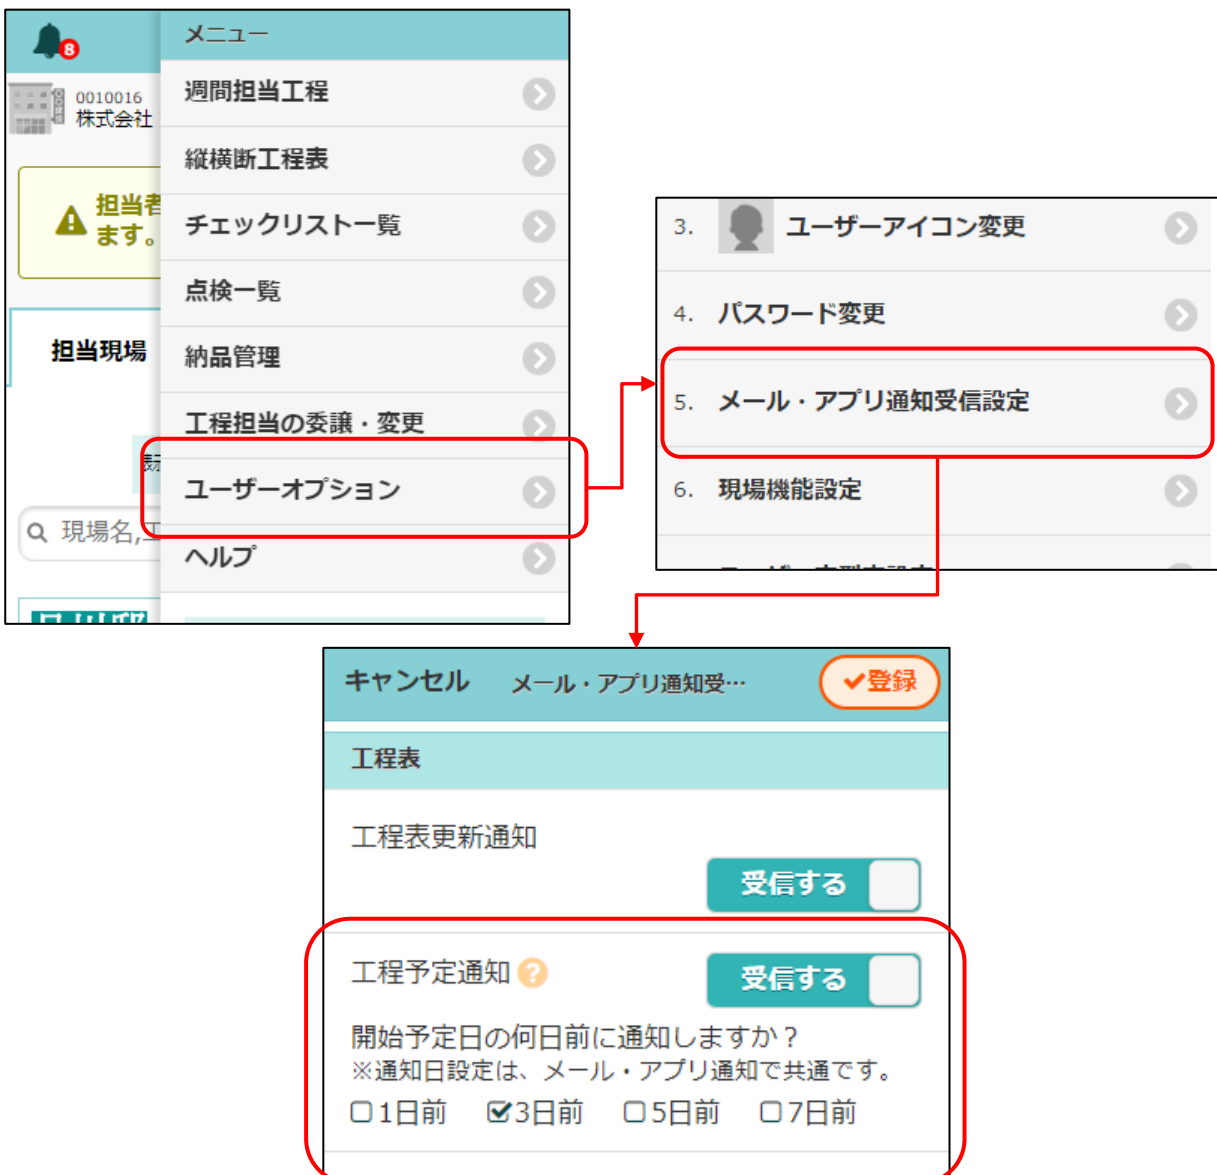 8
0010016
株式会社
担当者
ます。
担当現場
表示
現場名,工
メニュー
週間担当工程
縦横断工程表
チェックリスト一覧
点検一覧
納品管理
工程担当の委譲・変更
ユーザーオプション
ヘルプ
3. ユーザーアイコン変更
4. パスワード変更
5. メール・アプリ通知受信設定
6. 現場機能設定
キャンセル メール・アプリ通知受… 登録
工程表
工程表更新通知
受信する
工程予定通知 ? 受信する
開始予定日の何日前に通知しますか？
※通知日設定は、メール・アプリ通知で共通です。
1日前 3日前 5日前 7日前